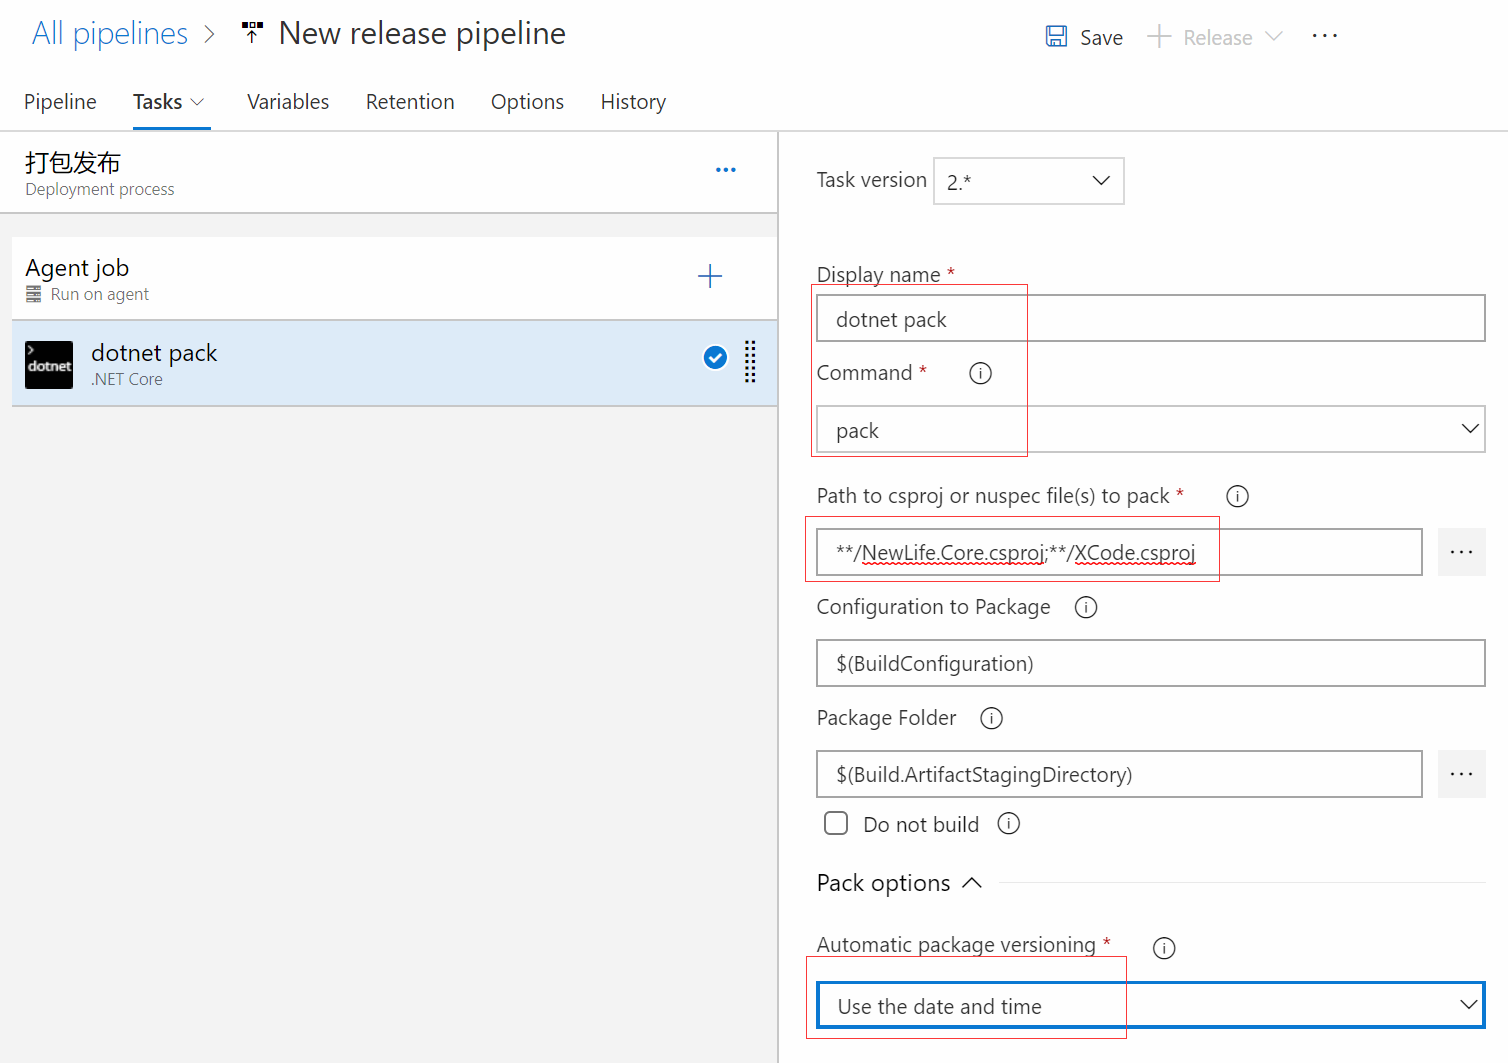 All pipelines > New release pipeline
Save + Release ...
Pipeline Tasks Variables Retention Options History
打包发布
Deployment process
...
Agent job
Run on agent
dotnet
dotnet pack
.NET Core
Task version 2.*
Display name *
dotnet pack
Command *
pack
Path to csproj or nuspec file(s) to pack *
**/NewLife.Core.csproj;**/XCode.csproj
...
Configuration to Package
$(BuildConfiguration)
Package Folder
$(Build.ArtifactStagingDirectory)
...
Do not build
Pack options
Automatic package versioning *
Use the date and time